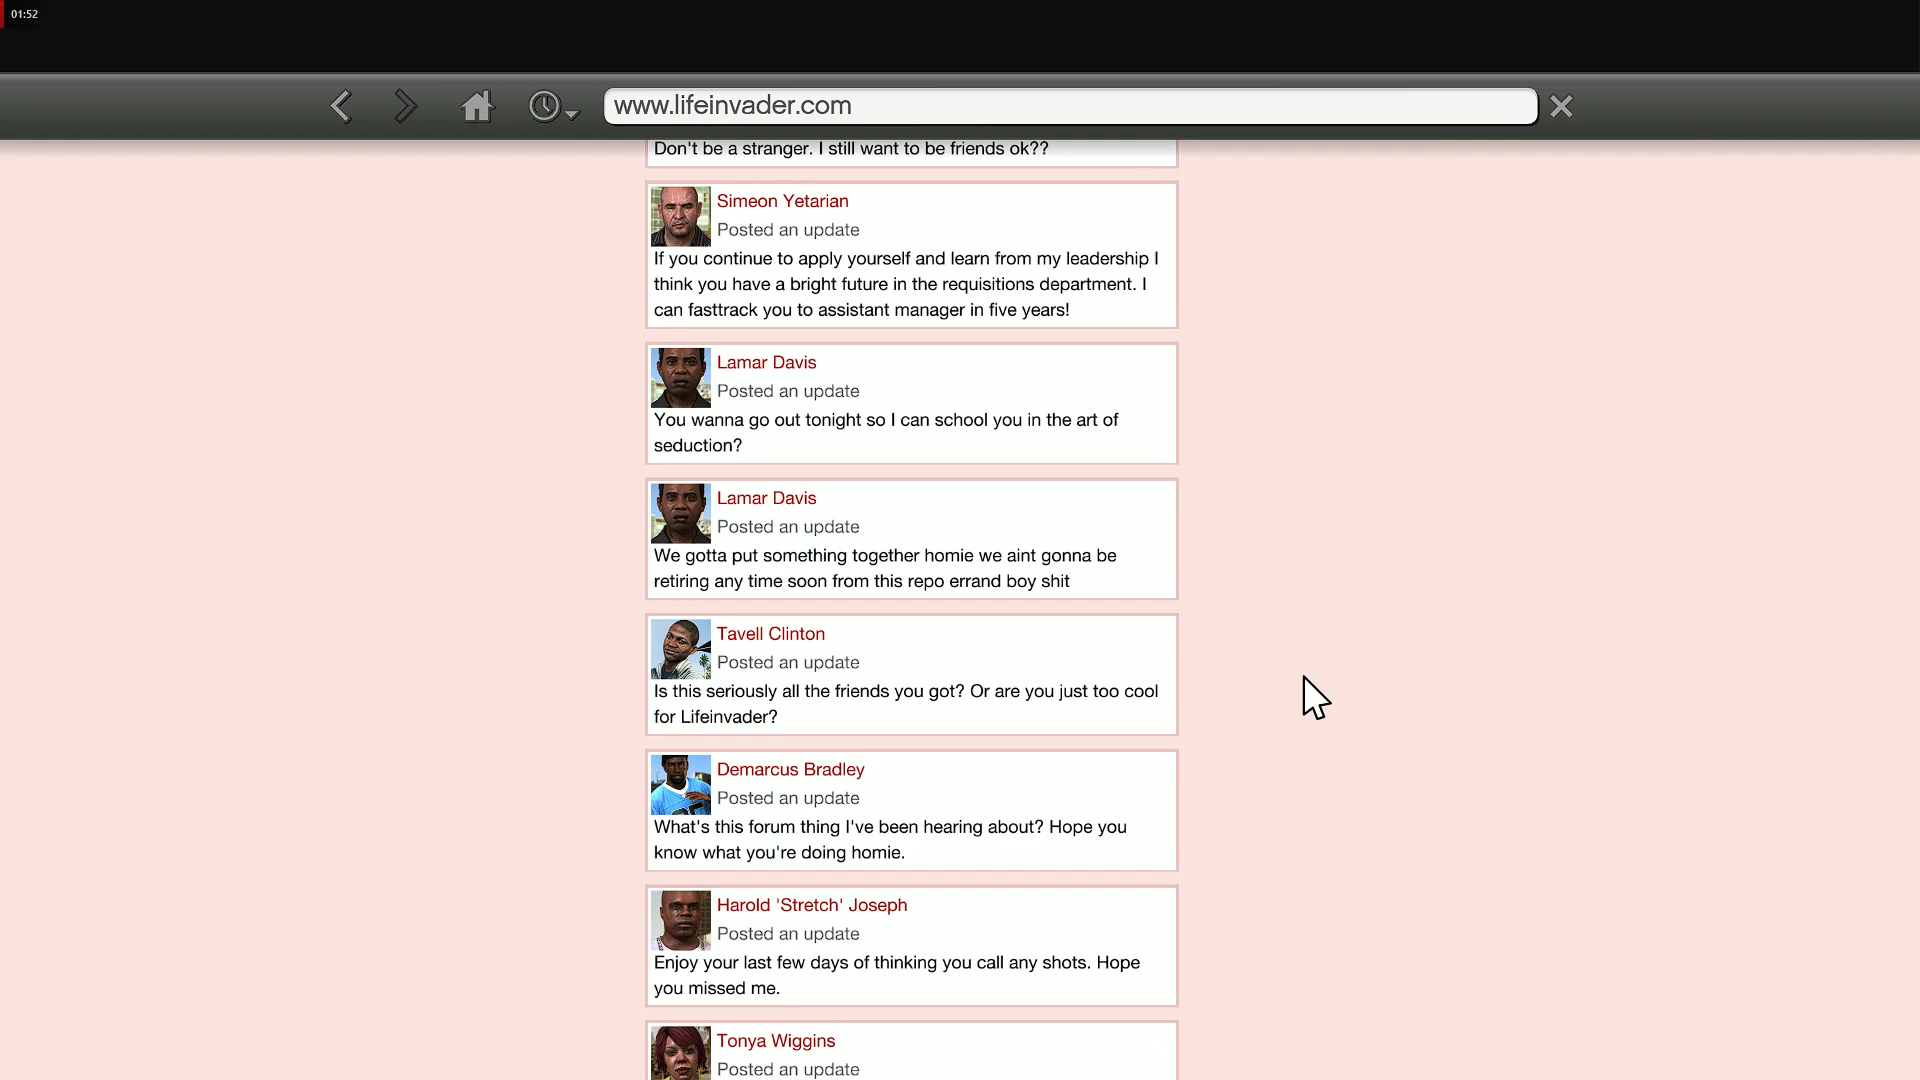 01:52
www.lifeinvader.com
Don't be a stranger. I still want to be friends ok??
Simeon Yetarian
Posted an update
If you continue to apply yourself and learn from my leadership I
think you have a bright future in the requisitions department. I
can fasttrack you to assistant manager in five years!
Lamar Davis
Posted an update
You wanna go out tonight so I can school you in the art of
seduction?
Lamar Davis
Posted an update
We gotta put something together homie we aint gonna be
retiring any time soon from this repo errand boy shit
Tavell Clinton
Posted an update
Is this seriously all the friends you got? Or are you just too cool
for Lifeinvader?
Demarcus Bradley
Posted an update
What's this forum thing I've been hearing about? Hope you
know what you're doing homie.
Harold 'Stretch' Joseph
Posted an update
Enjoy your last few days of thinking you call any shots. Hope
you missed me.
Tonya Wiggins
Posted an update